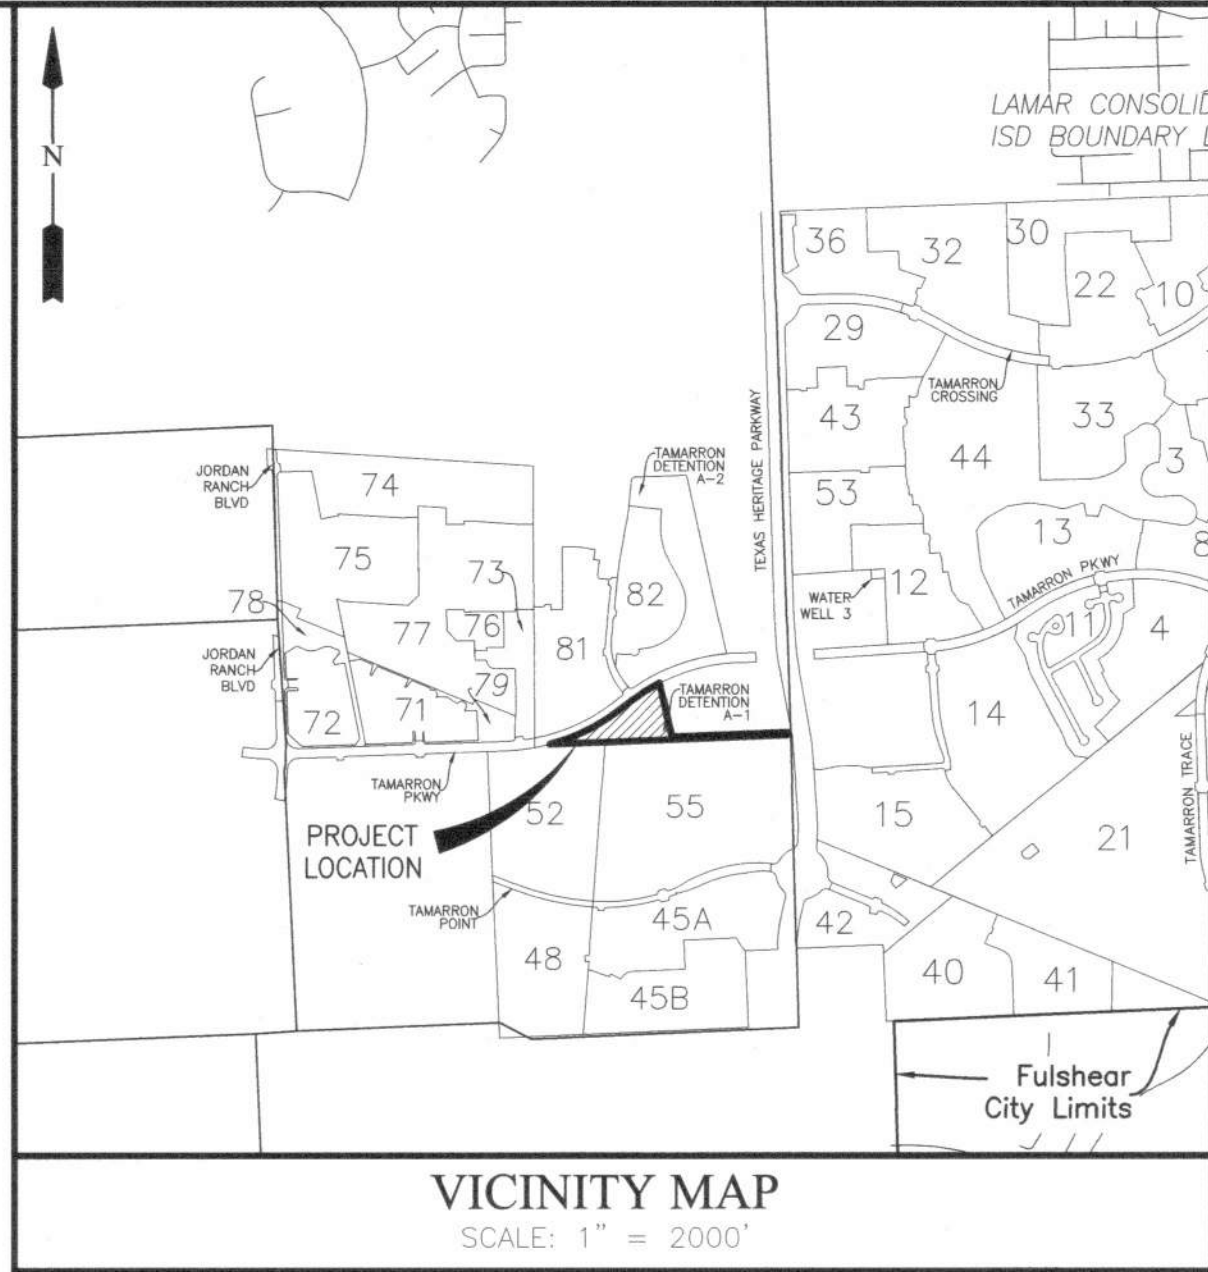 N
LAMAR CONSOLID
ISD BOUNDARY L
36
32
30
22
10
29
TAMARRON
CROSSING
43
44
33
3
53
13
8
TEXAS HERITAGE PARKWAY
12
WATER
WELL 3
TAMARRON PKWY
11
4
JORDAN
RANCH
BLVD
74
TAMARRON
DETENTION
A-2
75
73
82
78
77
76
81
JORDAN
RANCH
BLVD
79
72
71
TAMARRON
DETENTION
A-1
14
TAMARRON
PKWY
52
55
15
TAMARRON TRACE
21
PROJECT
LOCATION
TAMARRON
POINT
45A
42
48
45B
40
41
Fulshear
City Limits
VICINITY MAP
SCALE: 1" = 2000'